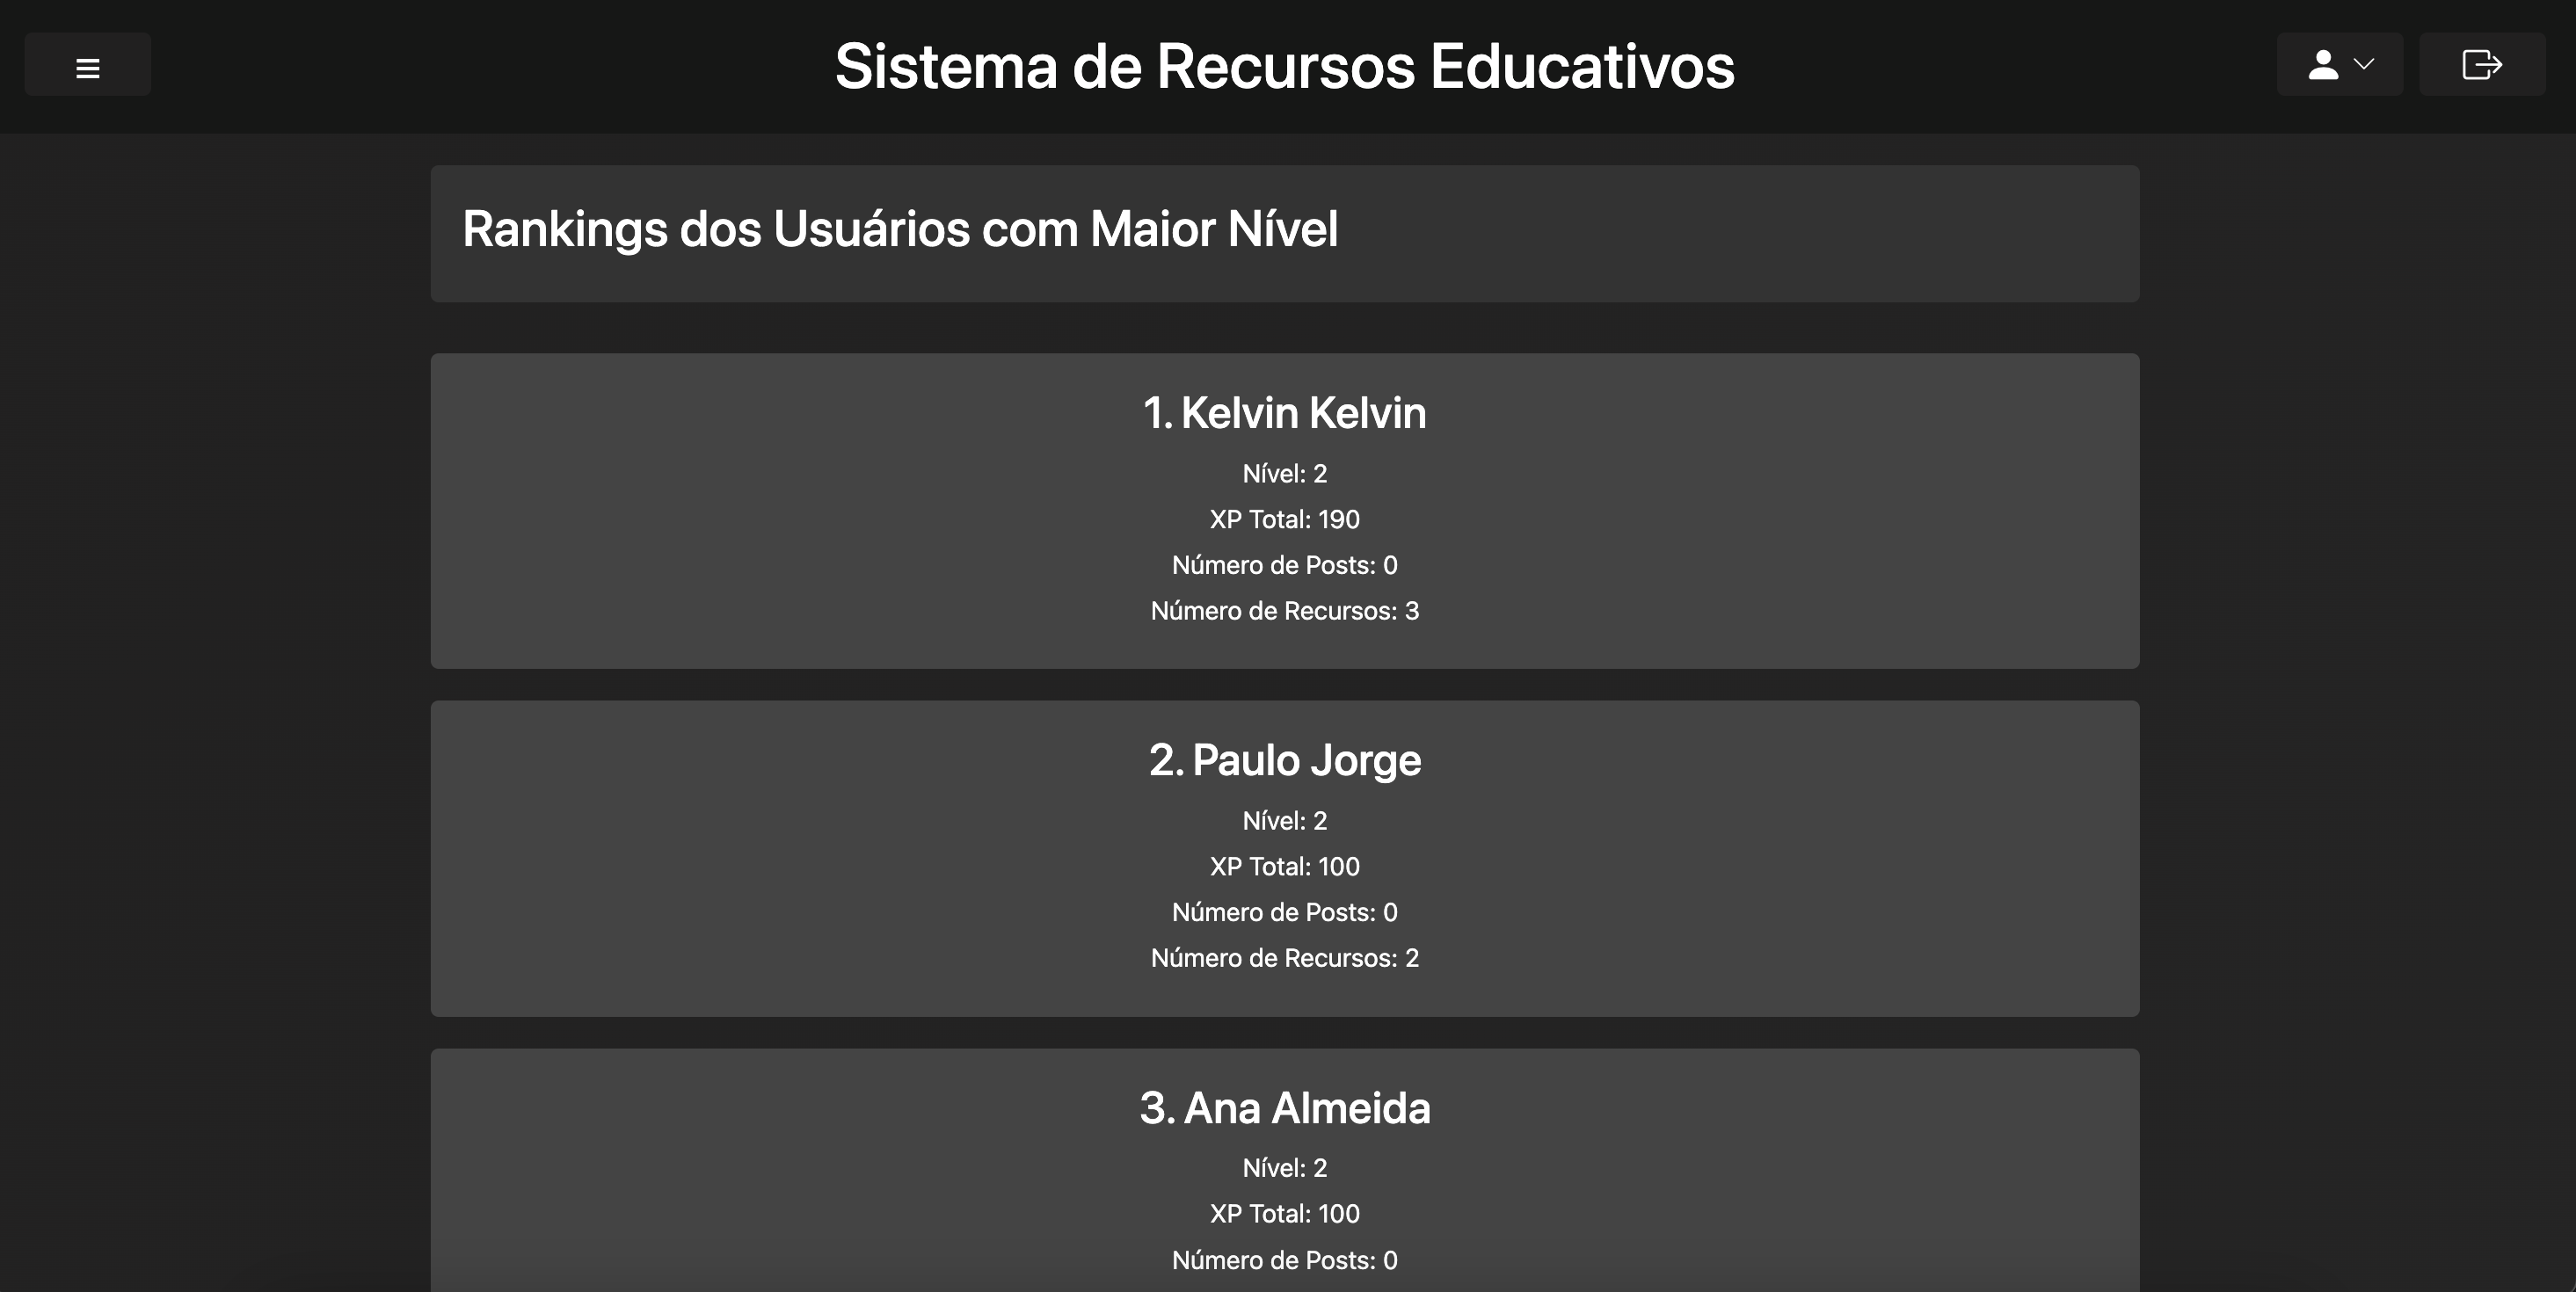 Sistema de Recursos Educativos
Rankings dos Usuários com Maior Nível
1. Kelvin Kelvin
Nível: 2
XP Total: 190
Número de Posts: 0
Número de Recursos: 3
2. Paulo Jorge
Nível: 2
XP Total: 100
Número de Posts: 0
Número de Recursos: 2
3. Ana Almeida
Nível: 2
XP Total: 100
Número de Posts: 0